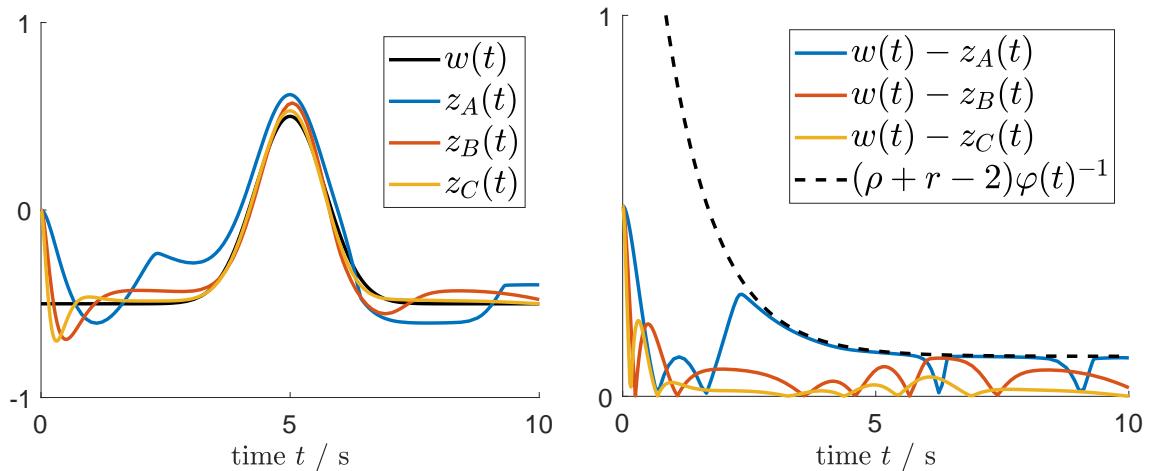 1
0
-1
0
5
10
time t / s
w(t)
z_A(t)
z_B(t)
z_C(t)
1
0
0
5
10
time t / s
w(t) − z_A(t)
w(t) − z_B(t)
w(t) − z_C(t)
(ρ + r − 2)φ(t)^{−1}